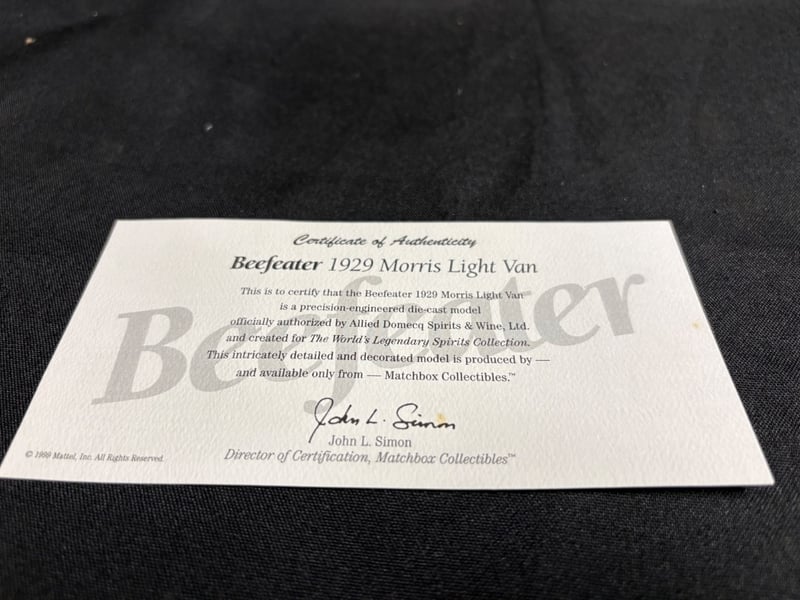 Certificate of Authenticity
Beefeater 1929 Morris Light Van
Beefeater
This is to certify that the Beefeater 1929 Morris Light Van
is a precision-engineered die-cast model
officially authorized by Allied Domecq Spirits & Wine, Ltd.
and created for The World's Legendary Spirits Collection.
This intricately detailed and decorated model is produced by —
and available only from — Matchbox Collectibles.™
John L. Simon
John L. Simon
Director of Certification, Matchbox Collectibles™
© 1999 Mattel, Inc. All Rights Reserved.